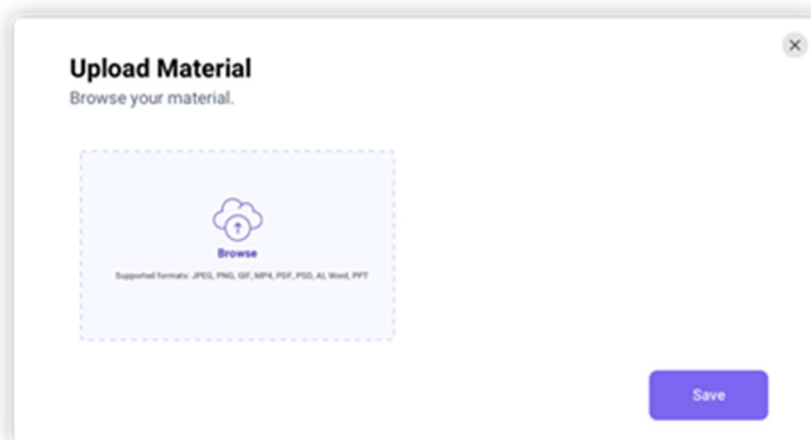 Upload Material
Browse your material.
Browse
Supported formats: JPEG, PNG, GIF, MP4, PDF, PSD, AI, Word, PPT
Save